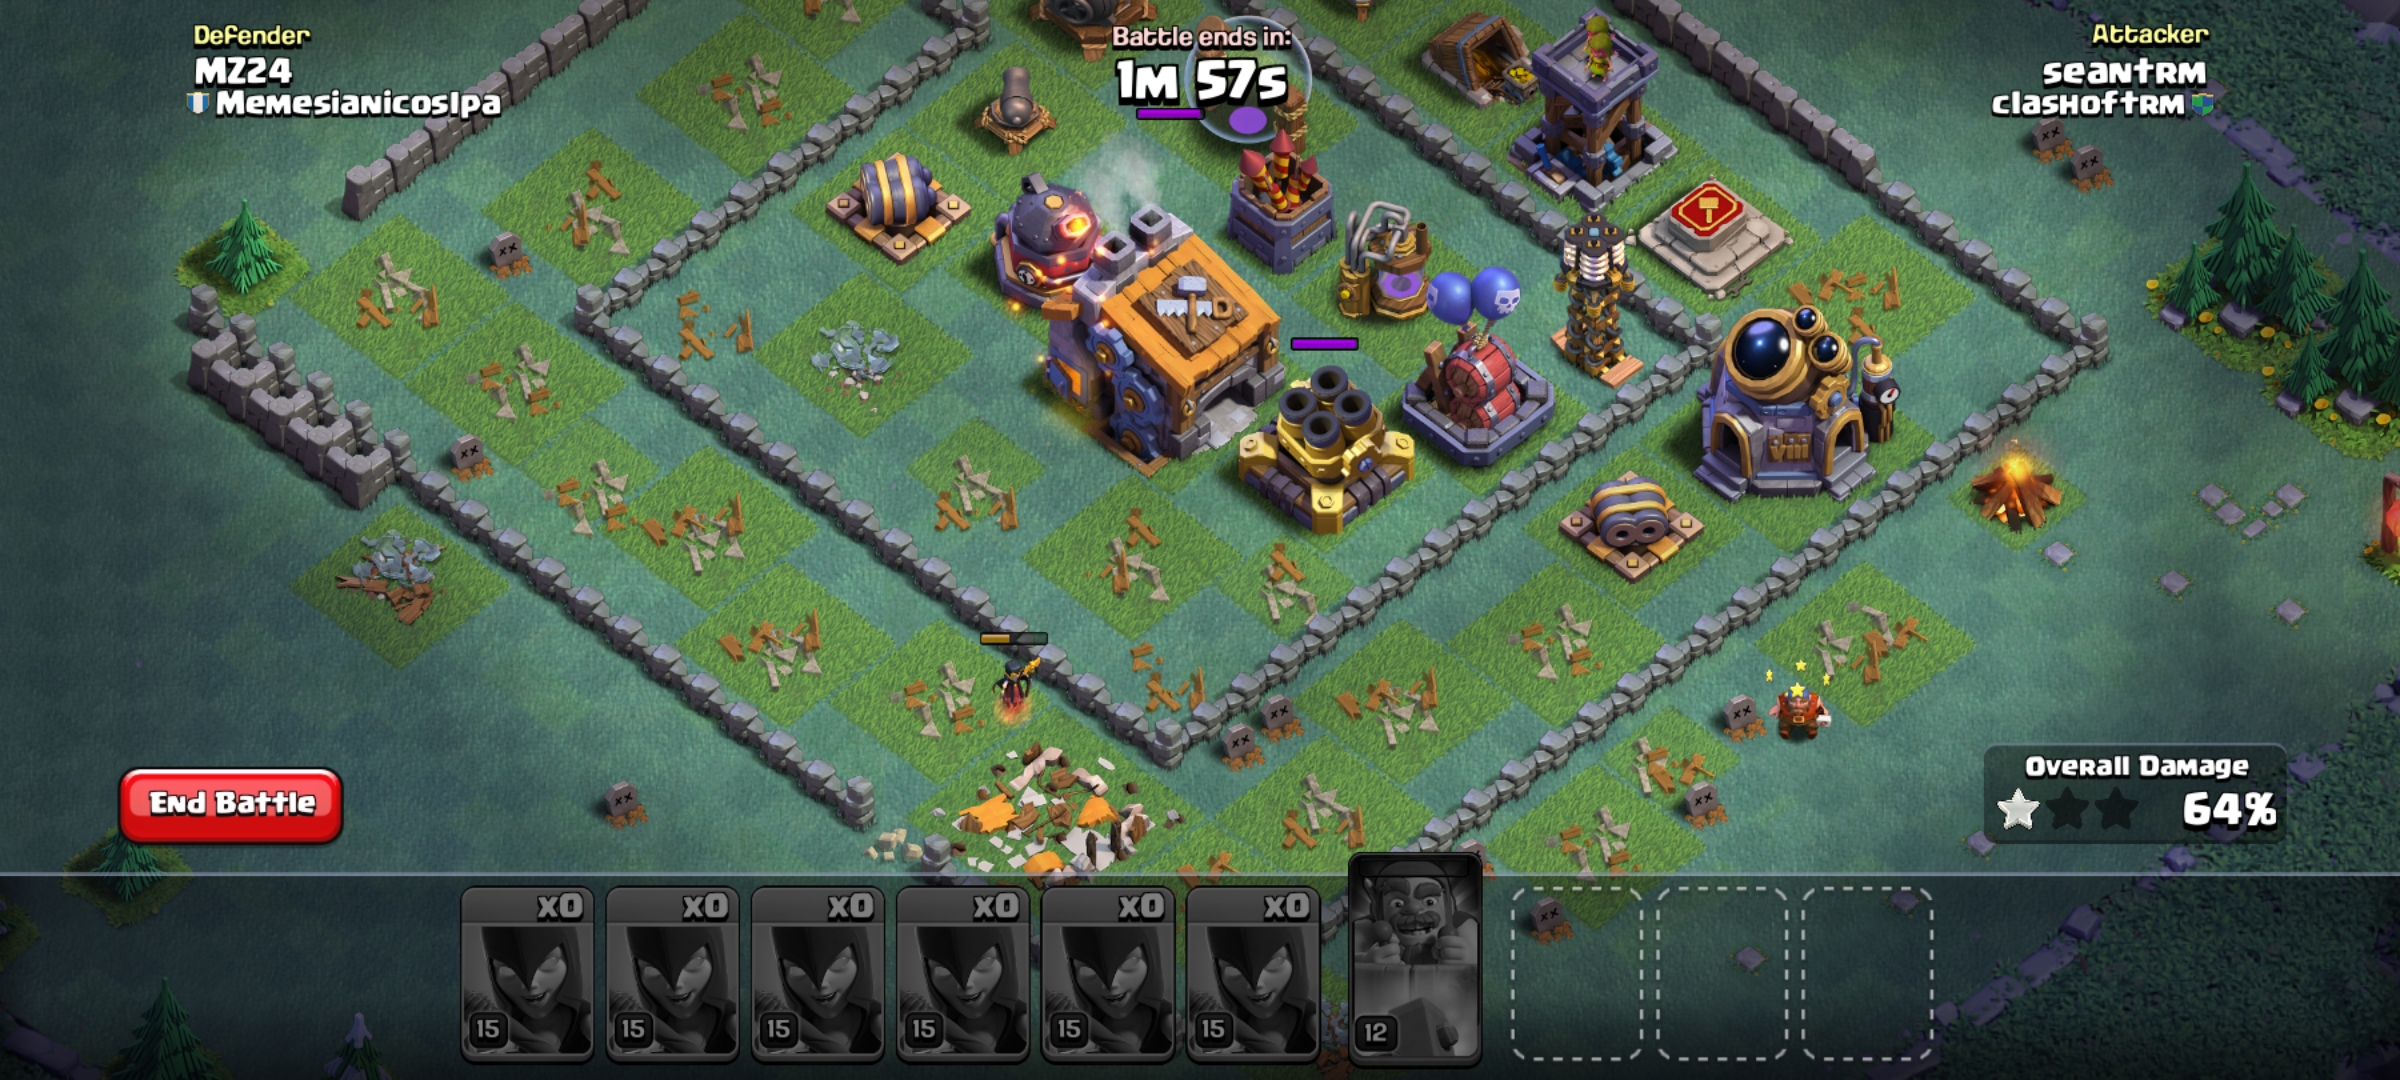 Defender
MZ24
Memesianicoslpa
Battle ends in:
1M 57s
Attacker
seantRM
clashoftRM
VIII
End Battle
Overall Damage
64%
x0
x0
x0
x0
x0
x0
15
15
15
15
15
15
12